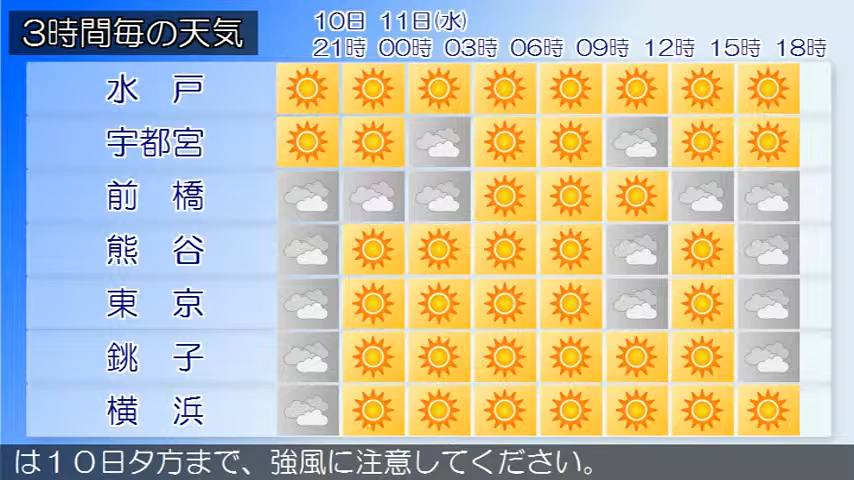 3時間毎の天気
10日 11日(水)
21時 00時 03時 06時 09時 12時 15時 18時
水戸
宇都宮
前橋
熊谷
東京
銚子
横浜
は10日夕方まで、強風に注意してください。